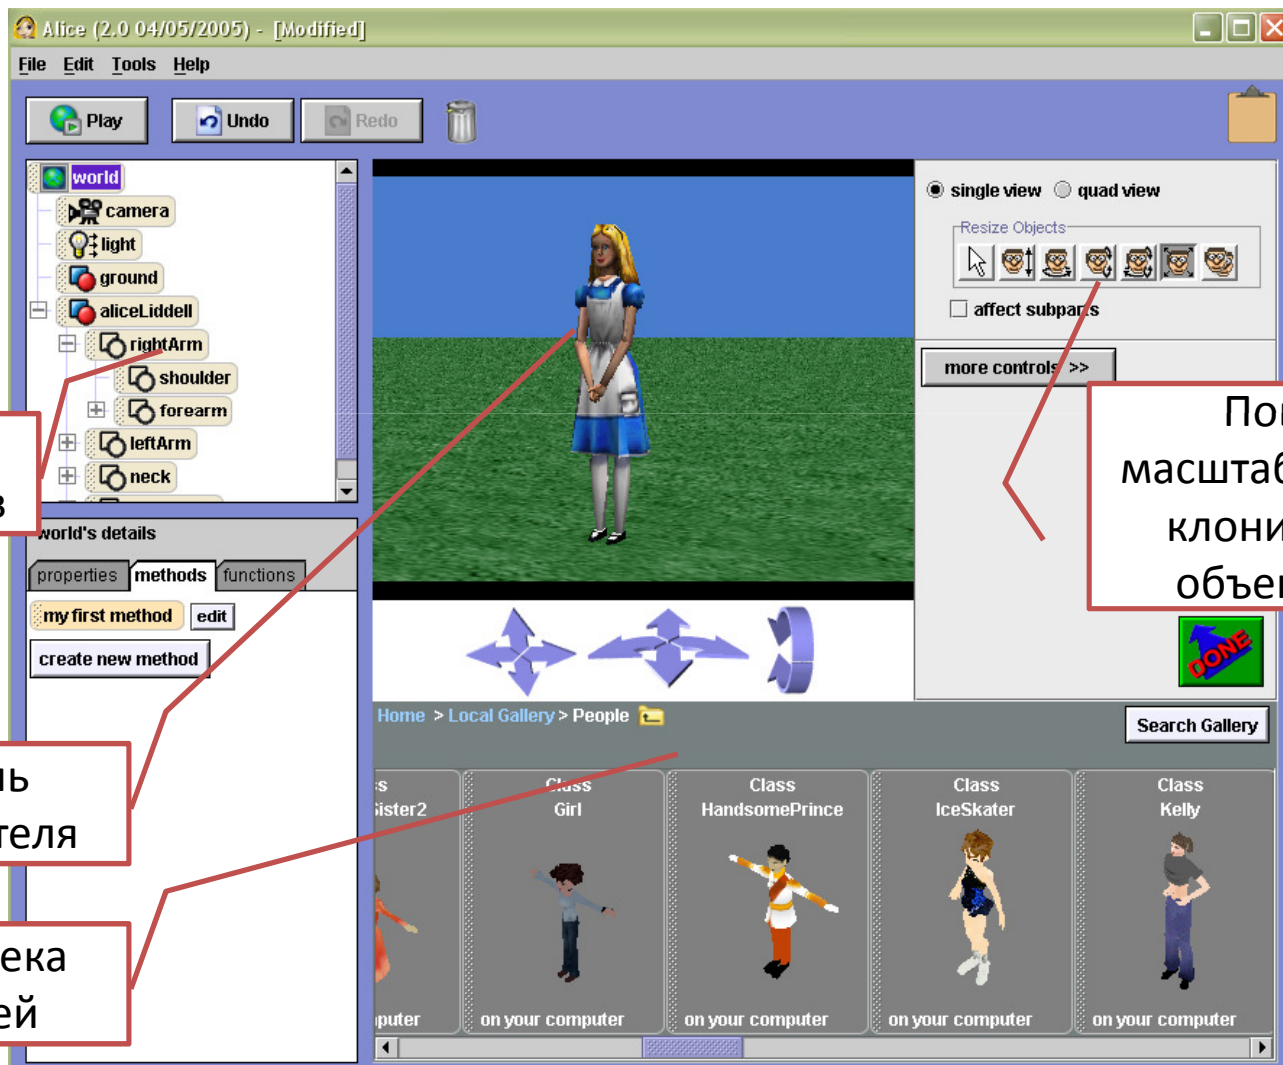 Alice (2.0 04/05/2005) - [Modified]
File Edit Tools Help
Play Undo Redo
world
camera
light
ground
aliceLiddell
rightArm
shoulder
forearm
leftArm
neck
в
single view quad view
Resize Objects
affect subparts
more controls >>
Пог
масштаб
клони
объек
DONE
world's details
properties methods functions
my first method edit
create new method
ль
теля
ека
ей
Home > Local Gallery > People
Search Gallery
s
Sister2
puter
Class
Girl
on your computer
Class
HandsomePrince
on your computer
Class
IceSkater
on your computer
Class
Kelly
on your computer